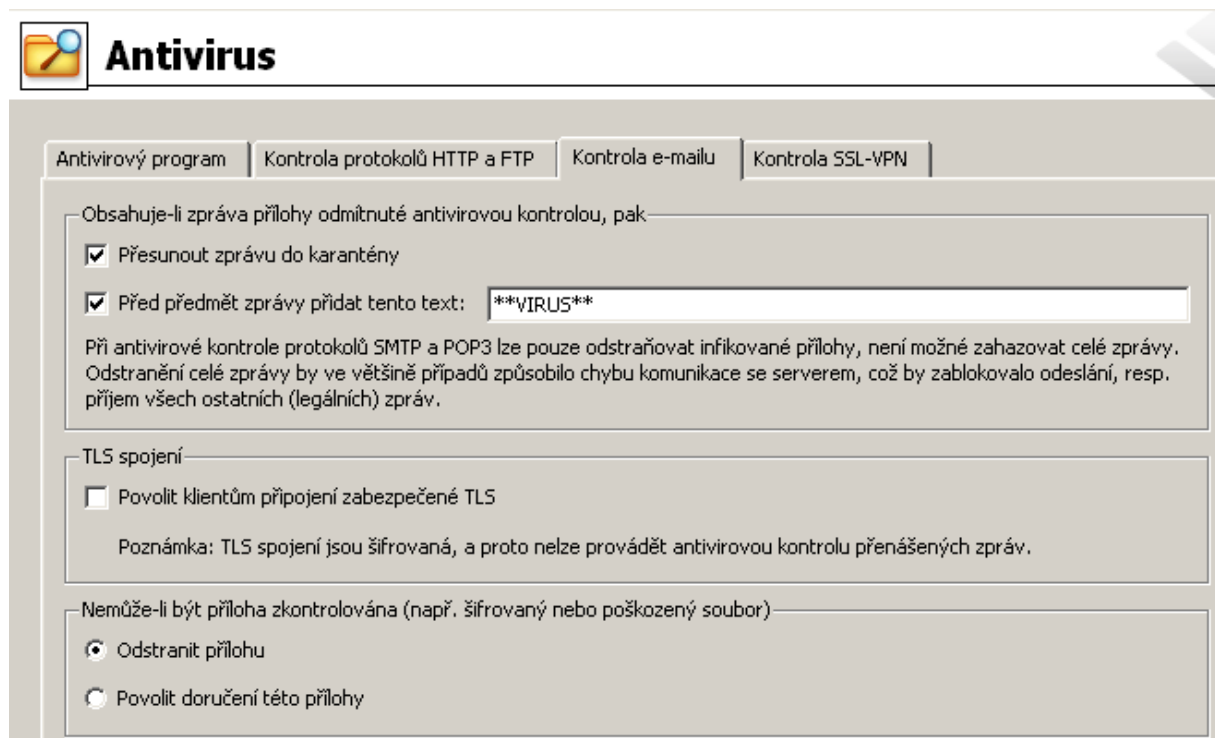 Antivirus
Antivirový program
Kontrola protokolů HTTP a FTP
Kontrola e-mailu
Kontrola SSL-VPN
Obsahuje-li zpráva přílohy odmítnuté antivirovou kontrolou, pak
Přesunout zprávu do karantény
Před předmět zprávy přidat tento text: **VIRUS**
Při antivirové kontrole protokolů SMTP a POP3 lze pouze odstraňovat infikované přílohy, není možné zahazovat celé zprávy.
Odstranění celé zprávy by ve většině případů způsobilo chybu komunikace se serverem, což by zablokovalo odeslání, resp.
příjem všech ostatních (legálních) zpráv.
TLS spojení
Povolit klientům připojení zabezpečené TLS
Poznámka: TLS spojení jsou šifrovaná, a proto nelze provádět antivirovou kontrolu přenášených zpráv.
Nemůže-li být příloha zkontrolována (např. šifrovaný nebo poškozený soubor)
Odstranit přílohu
Povolit doručení této přílohy